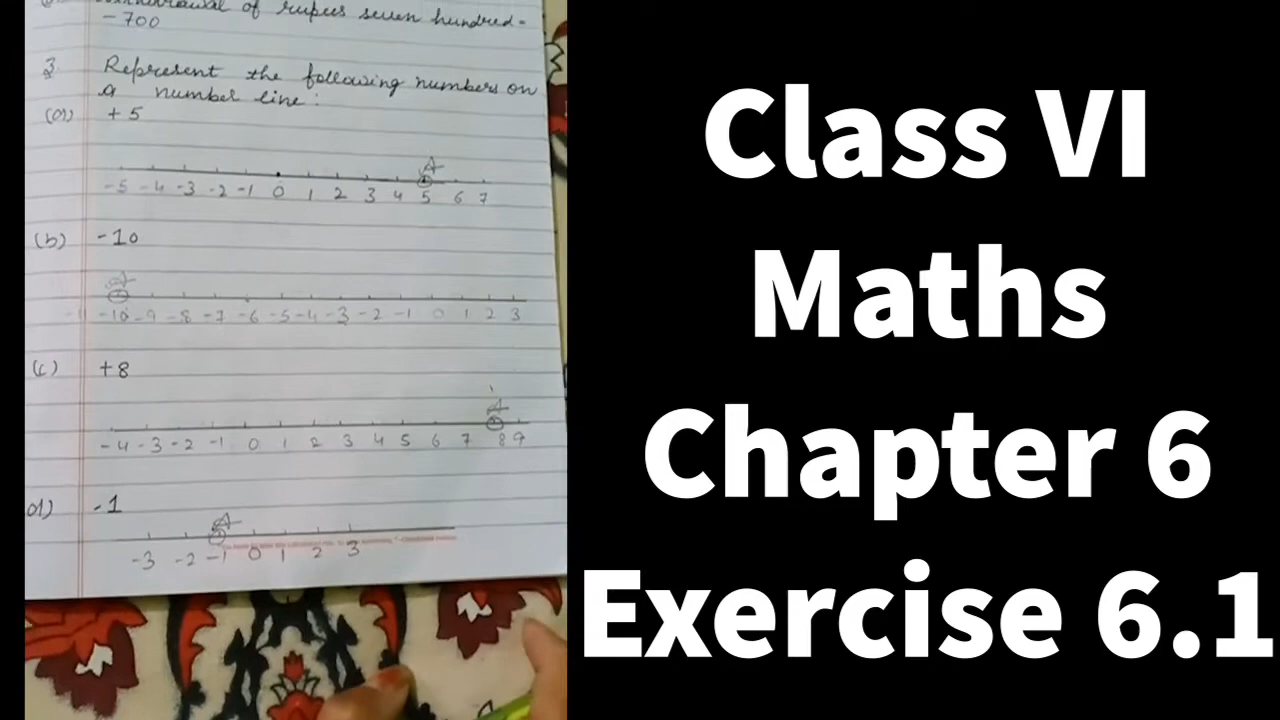 of rupees seven hundred-
-700
3. Represent the following numbers on
a number line:
(a) +5
A
-5 -4 -3 -2 -1 0 1 2 3 4 5 6 7
(b) -10
A
-10 -9 -8 -7 -6 -5 -4 -3 -2 -1 0 1 2 3
(c) +8
A
-4 -3 -2 -1 0 1 2 3 4 5 6 7 8 9
d) -1
A
-3 -2 -1 0 1 2 3
Class VI
Maths
Chapter 6
Exercise 6.1